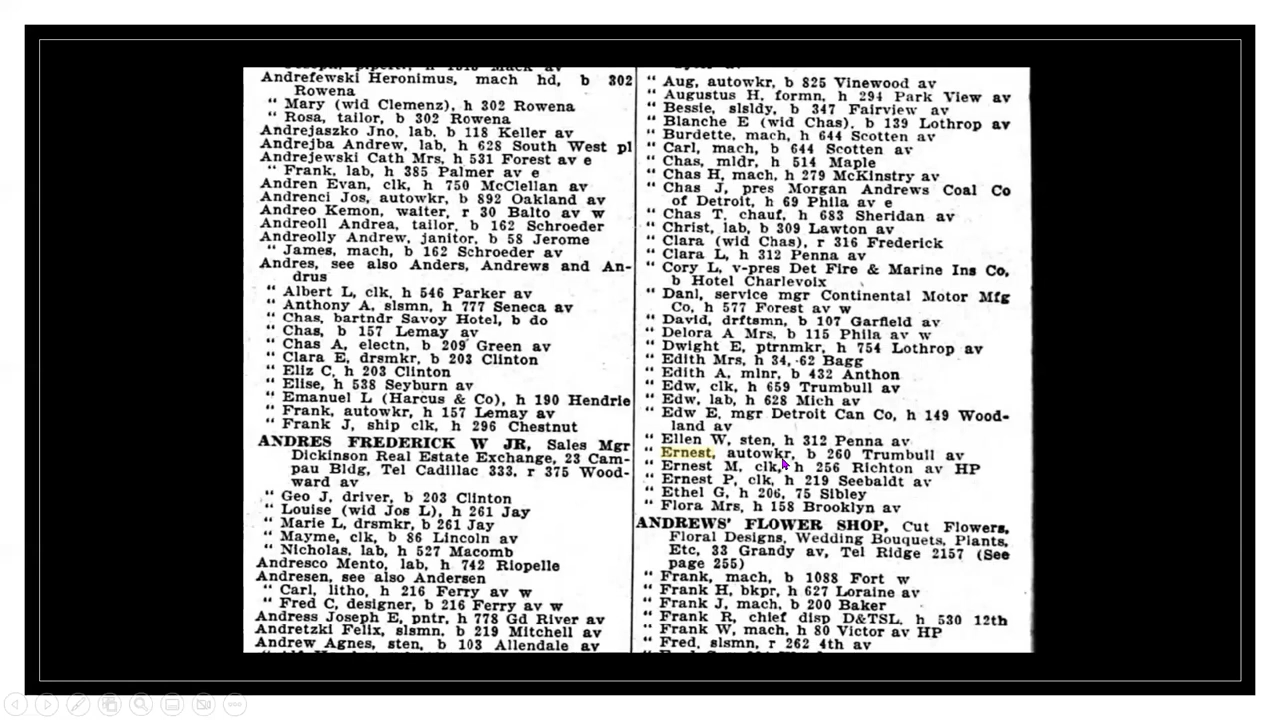 Andrefewski Heronimus, mach hd, b 302
Rowena
" Mary (wid Clemenz), h 302 Rowena
" Rosa, tailor, b 302 Rowena
Andrejaszko Jno, lab, b 118 Keller av
Andrejba Andrew, lab, h 628 South West pl
Andrejewski Cath Mrs, h 531 Forest av e
" Frank, lab, h 385 Palmer av e
Andren Evan, clk, h 750 McClellan av
Andrenci Jos, autowkr, b 892 Oakland av
Andreo Kemon, waiter, r 30 Balto av w
Andreoll Andrea, tailor, b 162 Schroeder
Andreolly Andrew, janitor, b 58 Jerome
" James, mach, b 162 Schroeder av
Andres, see also Anders, Andrews and An-
drus
" Albert L, clk, h 546 Parker av
" Anthony A, slsmn, h 777 Seneca av
" Chas, bartndr Savoy Hotel, b do
" Chas, b 157 Lemay av
" Chas A, electn, b 209 Green av
" Clara E, drsmkr, b 203 Clinton
" Eliz C, h 203 Clinton
" Elise, h 538 Seyburn av
" Emanuel L (Harcus & Co), h 190 Hendrie
" Frank, autowkr, h 157 Lemay av
" Frank J, ship clk, h 296 Chestnut
ANDRES FREDERICK W JR, Sales Mgr
Dickinson Real Estate Exchange, 23 Cam-
pau Bldg, Tel Cadillac 333, r 375 Wood-
ward av
" Geo J, driver, b 203 Clinton
" Louise (wid Jos L), h 261 Jay
" Marie L, drsmkr, b 261 Jay
" Mayme, clk, b 86 Lincoln av
" Nicholas, lab, h 527 Macomb
Andresco Mento, lab, h 742 Riopelle
Andresen, see also Andersen
" Carl, litho, h 216 Ferry av w
" Fred C, designer, b 216 Ferry av w
Andress Joseph E, pntr, h 778 Gd River av
Andretzki Felix, slsmn, b 219 Mitchell av
Andrew Agnes, sten, b 103 Allendale av
" Aug, autowkr, b 825 Vinewood av
" Augustus H, formn, h 294 Park View av
" Bessie, slsldy, b 347 Fairview av
" Blanche E (wid Chas), b 139 Lothrop av
" Burdette, mach, h 644 Scotten av
" Carl, mach, b 644 Scotten av
" Chas, mldr, h 514 Maple
" Chas H, mach, h 279 McKinstry av
" Chas J, pres Morgan Andrews Coal Co
of Detroit, h 69 Phila av e
" Chas T, chauf, h 683 Sheridan av
" Christ, lab, b 309 Lawton av
" Clara (wid Chas), r 316 Frederick
" Clara L, h 312 Penna av
" Cory L, v-pres Det Fire & Marine Ins Co,
b Hotel Charlevoix
" Danl, service mgr Continental Motor Mfg
Co, h 577 Forest av w
" David, drftsmn, b 107 Garfield av
" Delora A Mrs, b 115 Phila av w
" Dwight E, ptrnmkr, h 754 Lothrop av
" Edith Mrs, h 34, 62 Bagg
" Edith A, mlnr, b 432 Anthon
" Edw, clk, h 659 Trumbull av
" Edw, lab, h 628 Mich av
" Edw E, mgr Detroit Can Co, h 149 Wood-
land av
" Ellen W, sten, h 312 Penna av
" Ernest, autowkr, b 260 Trumbull av
" Ernest M, clk, h 256 Richton av HP
" Ernest P, clk, h 219 Seebaldt av
" Ethel G, h 206, 75 Sibley
" Flora Mrs, h 158 Brooklyn av
ANDREWS' FLOWER SHOP, Cut Flowers,
Floral Designs, Wedding Bouquets, Plants,
Etc, 33 Grandy av, Tel Ridge 2157 (See
page 255)
" Frank, mach, b 1088 Fort w
" Frank H, bkpr, h 627 Loraine av
" Frank J, mach, b 200 Baker
" Frank R, chief disp D&TSL, h 530 12th
" Frank W, mach, h 80 Victor av HP
" Fred, slsmn, r 262 4th av